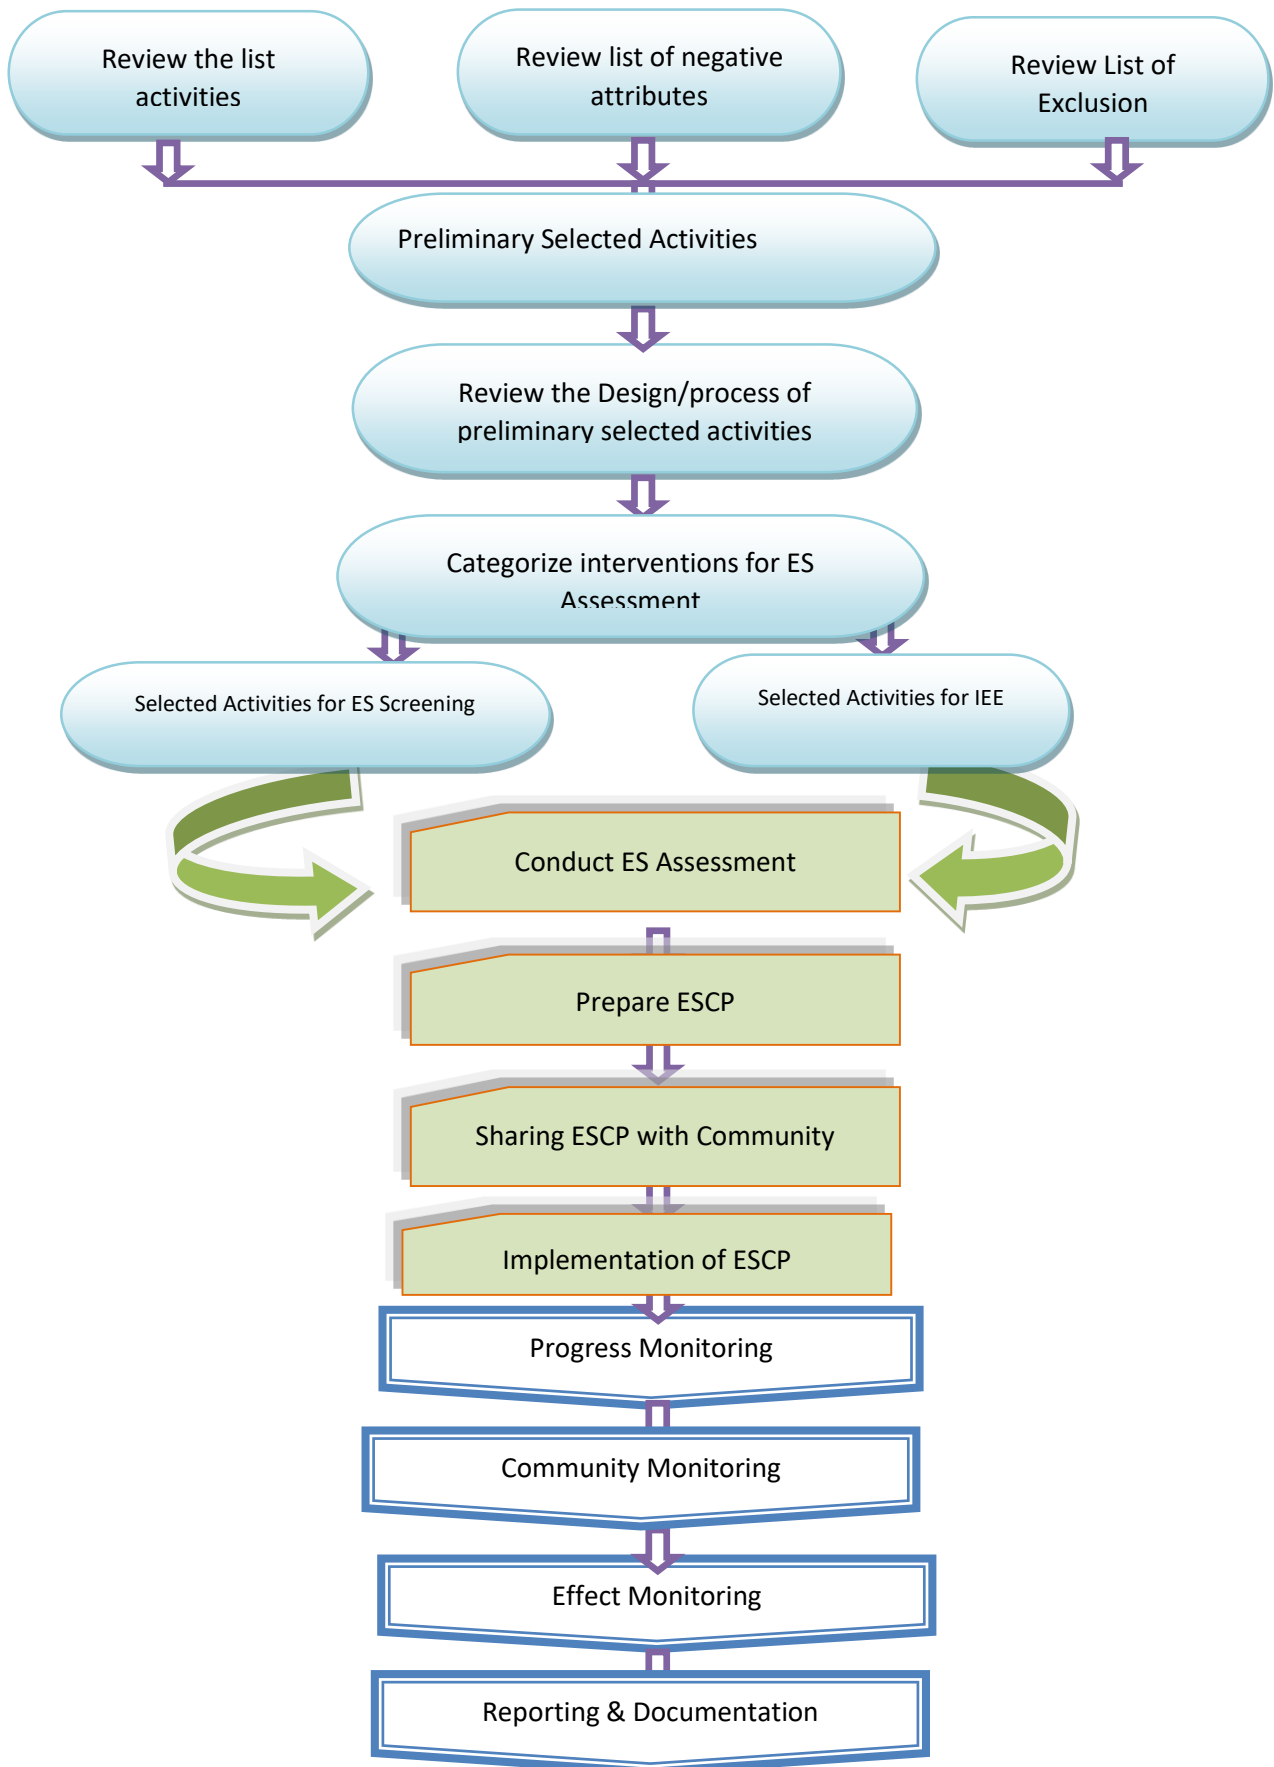 Review the list
activities
Review list of negative
attributes
Review List of
Exclusion
Preliminary Selected Activities
Review the Design/process of
preliminary selected activities
Categorize interventions for ES
Assessment
Selected Activities for ES Screening
Selected Activities for IEE
Conduct ES Assessment
Prepare ESCP
Sharing ESCP with Community
Implementation of ESCP
Progress Monitoring
Community Monitoring
Effect Monitoring
Reporting & Documentation